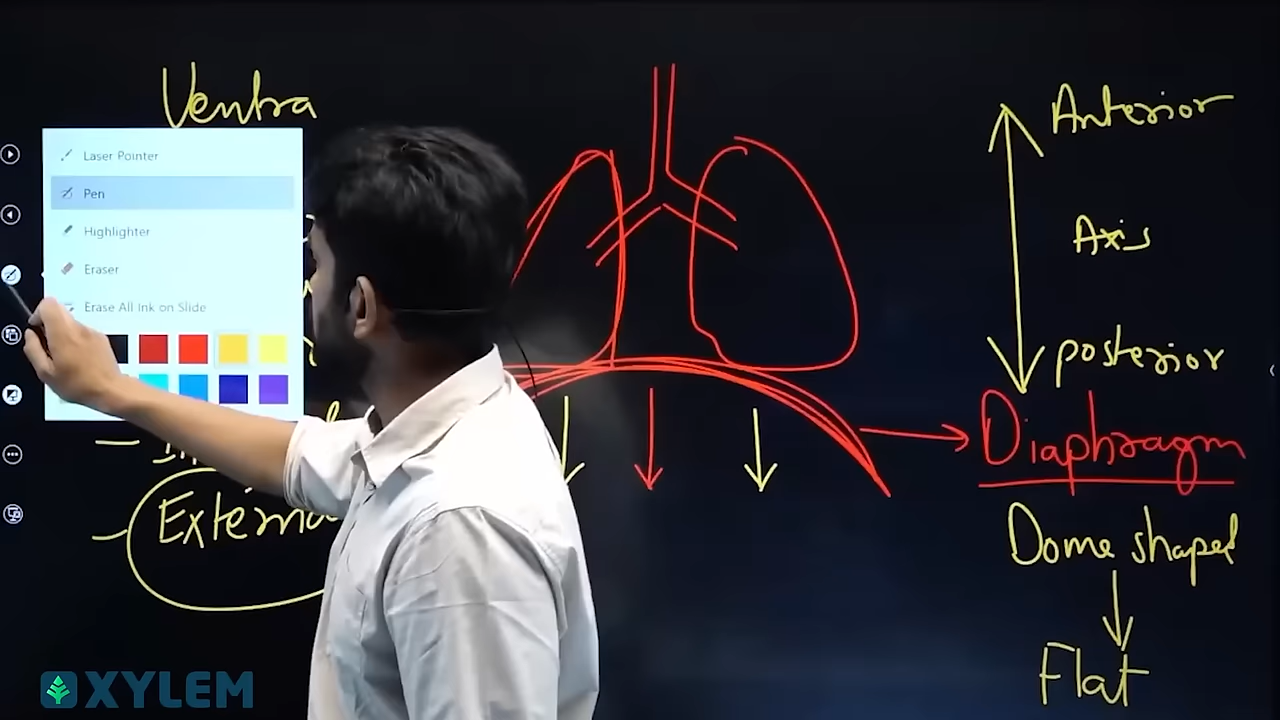 Ventra
Laser Pointer
Pen
Highlighter
Eraser
Erase All Ink on Slide
Externa
Anterior
Axis
posterior
Diaphragm
Dome shaped
Flat
XYLEM